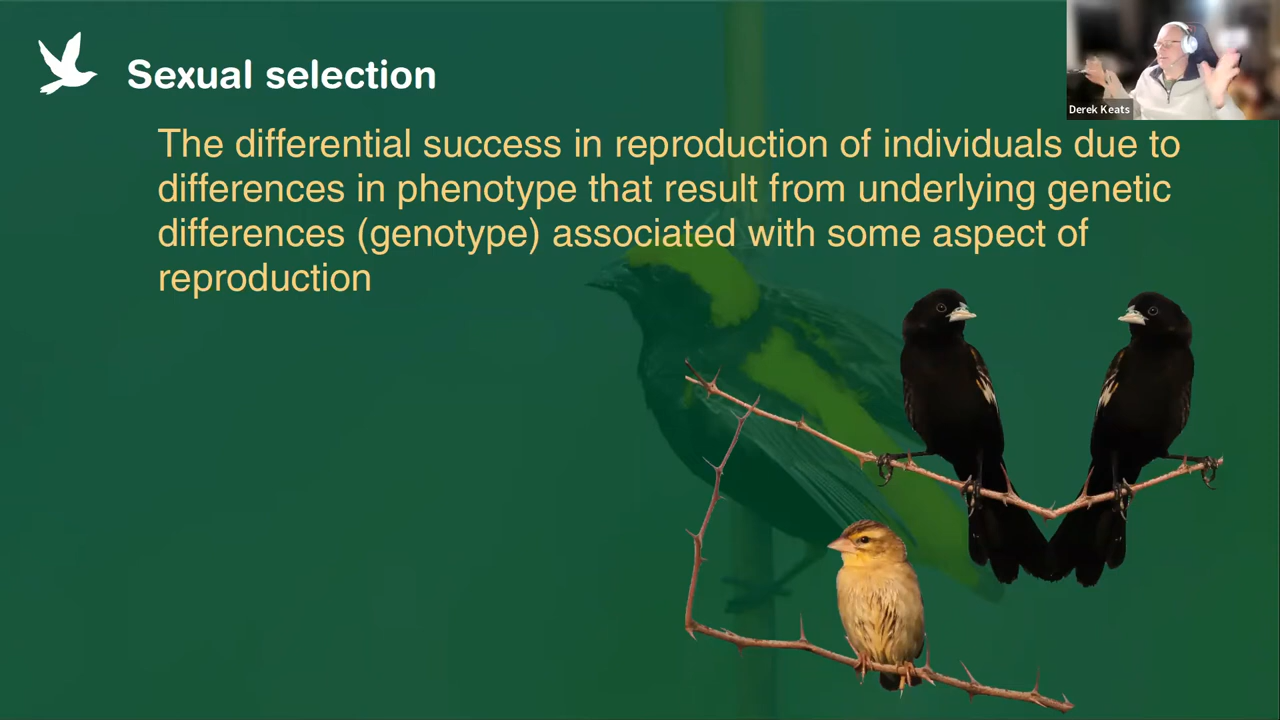 Sexual selection
Derek Keats
The differential success in reproduction of individuals due to
differences in phenotype that result from underlying genetic
differences (genotype) associated with some aspect of
reproduction